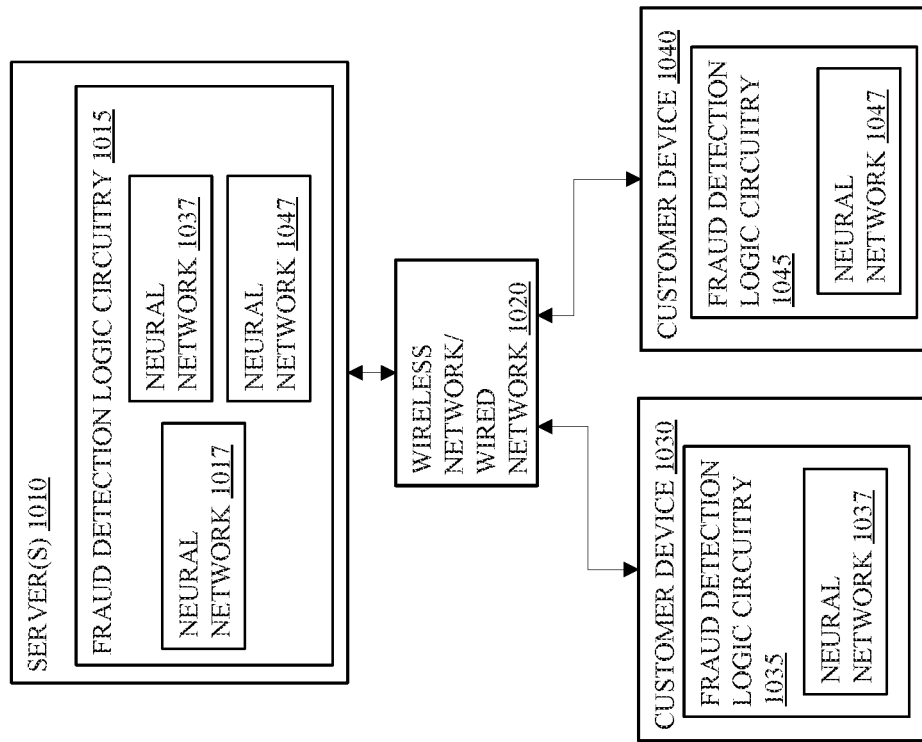 SERVER(S) 1010
FRAUD DETECTION LOGIC CIRCUITRY 1015
NEURAL
NETWORK 1017
NEURAL
NETWORK 1037
NEURAL
NETWORK 1047
WIRELESS
NETWORK/
WIRED
NETWORK 1020
CUSTOMER DEVICE 1030
FRAUD DETECTION
LOGIC CIRCUITRY
1035
NEURAL
NETWORK 1037
CUSTOMER DEVICE 1040
FRAUD DETECTION
LOGIC CIRCUITRY
1045
NEURAL
NETWORK 1047